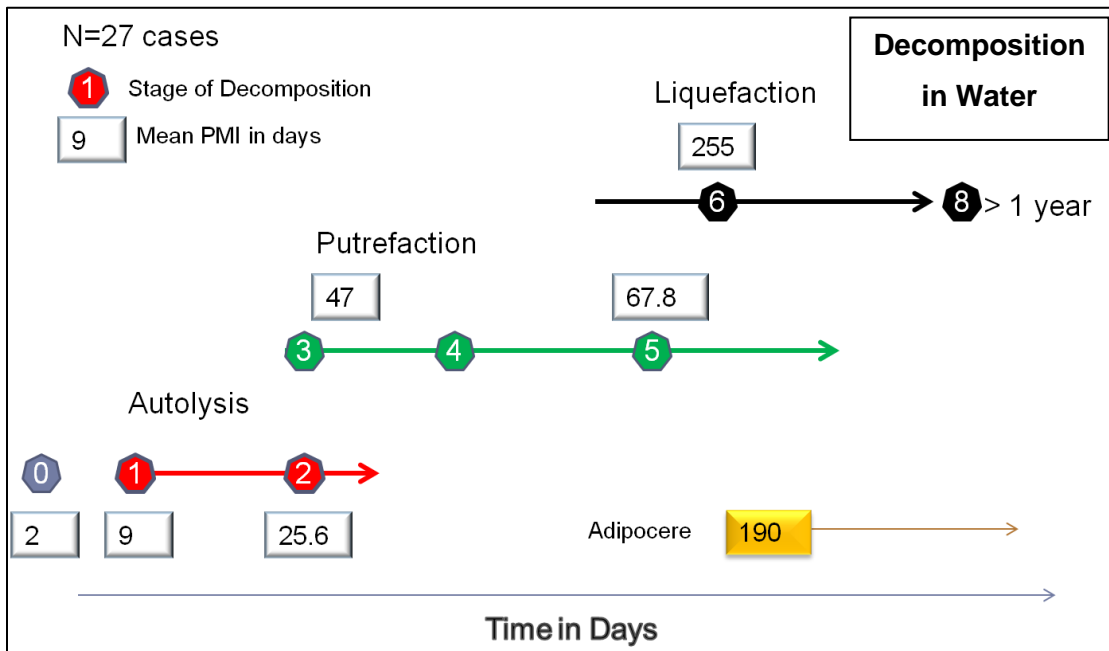 N=27 cases
1 Stage of Decomposition
9 Mean PMI in days
Decomposition
in Water
Liquefaction
255
6
8 > 1 year
Putrefaction
47
67.8
3
4
5
Autolysis
0
1
2
2
9
25.6
Adipocere
190
Time in Days